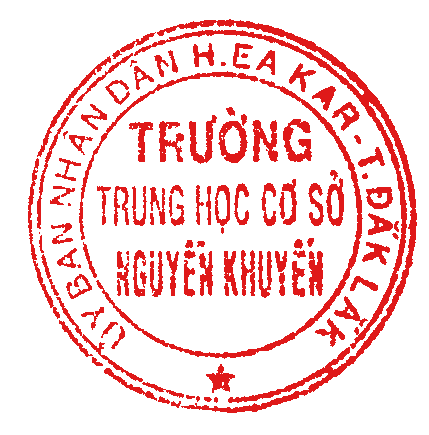 ỦY BAN NHÂN DÂN H.EA KAR-T.ĐẮK LẮK
TRƯỜNG
TRUNG HỌC CƠ SỞ
NGUYỄN KHUYẾN